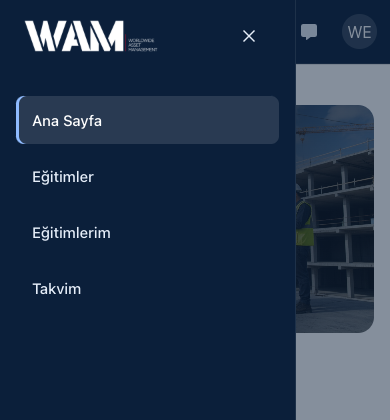 WAM
WORLDWIDE
ASSET
MANAGEMENT
WE
Ana Sayfa
Eğitimler
Eğitimlerim
Takvim